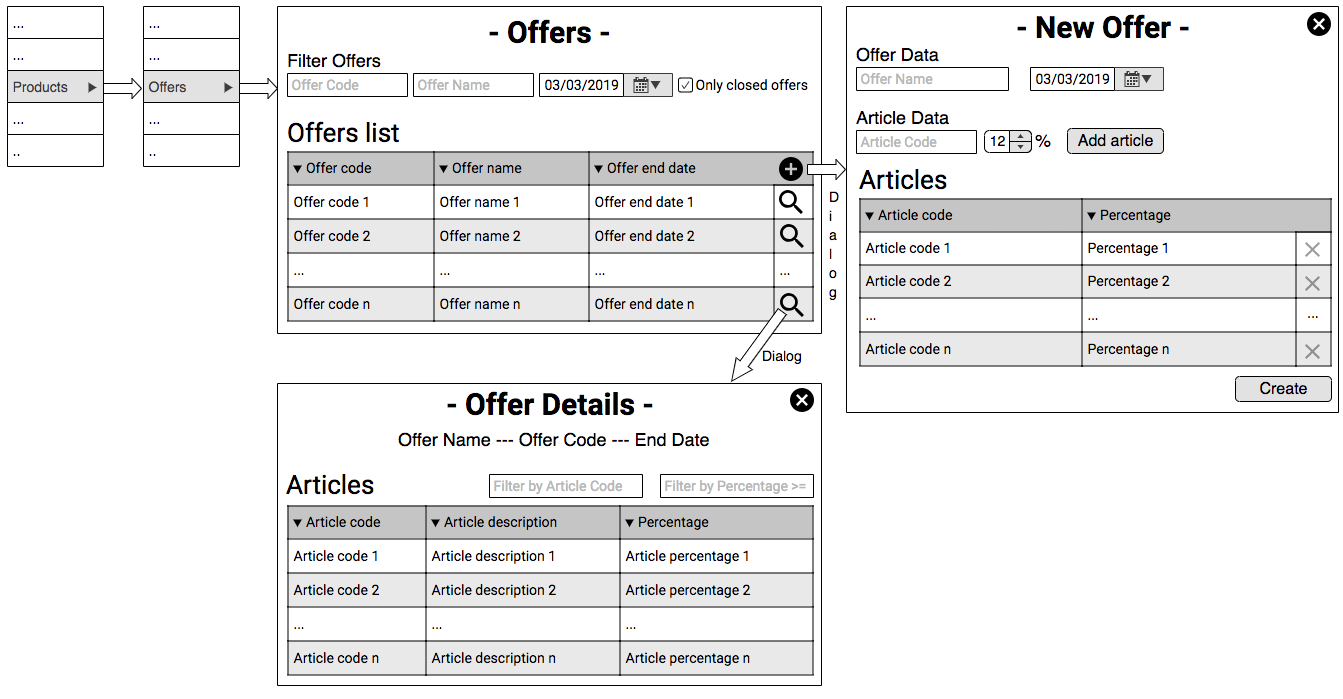 ...
...
Products
...
..
...
...
Offers
...
..
- Offers -
Filter Offers
Offer Code Offer Name 03/03/2019 Only closed offers
Offers list
Offer code Offer name Offer end date
Offer code 1 Offer name 1 Offer end date 1
Offer code 2 Offer name 2 Offer end date 2
... ... ... ...
Offer code n Offer name n Offer end date n
Dialog
Dialog
- New Offer -
Offer Data
Offer Name 03/03/2019
Article Data
Article Code 12 % Add article
Articles
Article code Percentage
Article code 1 Percentage 1
Article code 2 Percentage 2
... ... ...
Article code n Percentage n
Create
- Offer Details -
Offer Name --- Offer Code --- End Date
Articles Filter by Article Code Filter by Percentage >=
Article code Article description Percentage
Article code 1 Article description 1 Article percentage 1
Article code 2 Article description 2 Article percentage 2
... ... ...
Article code n Article description n Article percentage n